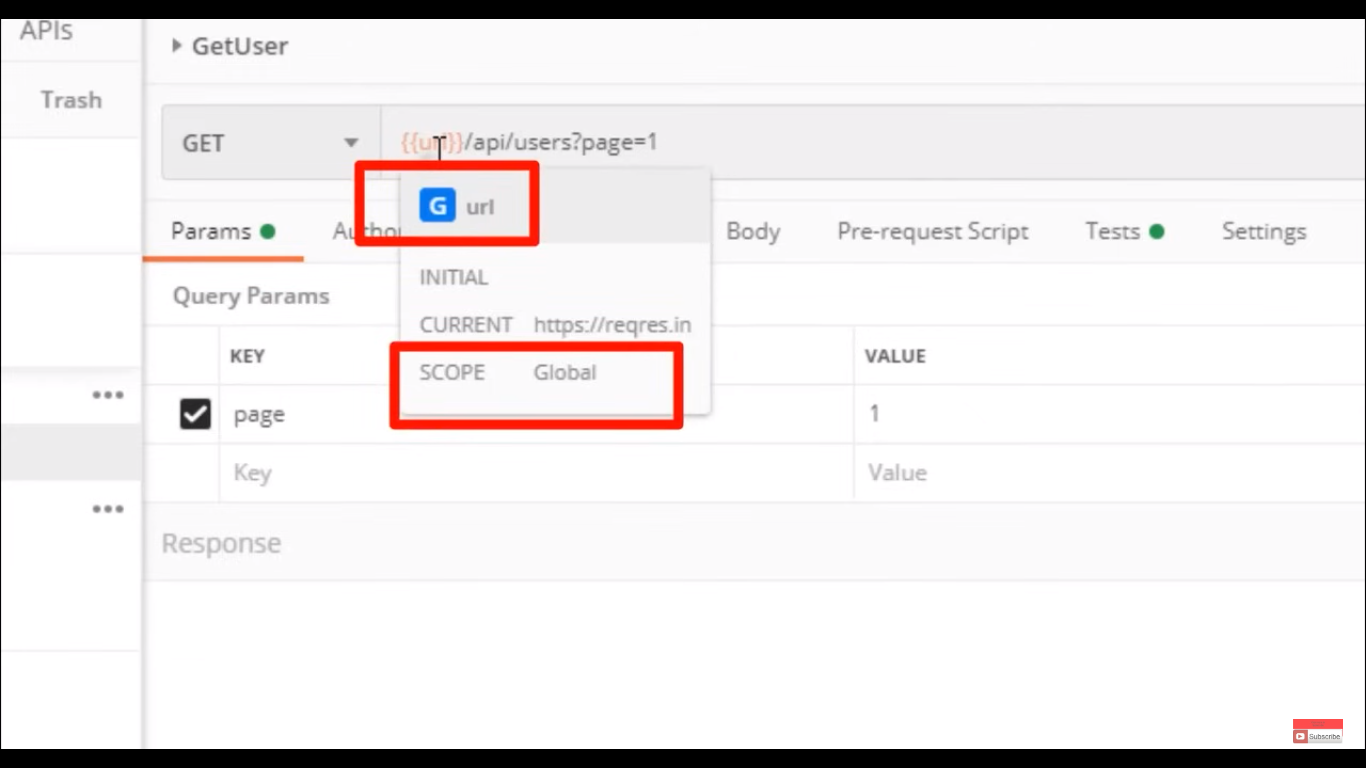 APIs
GetUser
Trash
GET
{{url}}/api/users?page=1
G url
Params
Body
Pre-request Script
Tests
Settings
INITIAL
Query Params
CURRENT https://reqres.in
KEY
VALUE
SCOPE Global
page
1
Key
Value
Response
Subscribe